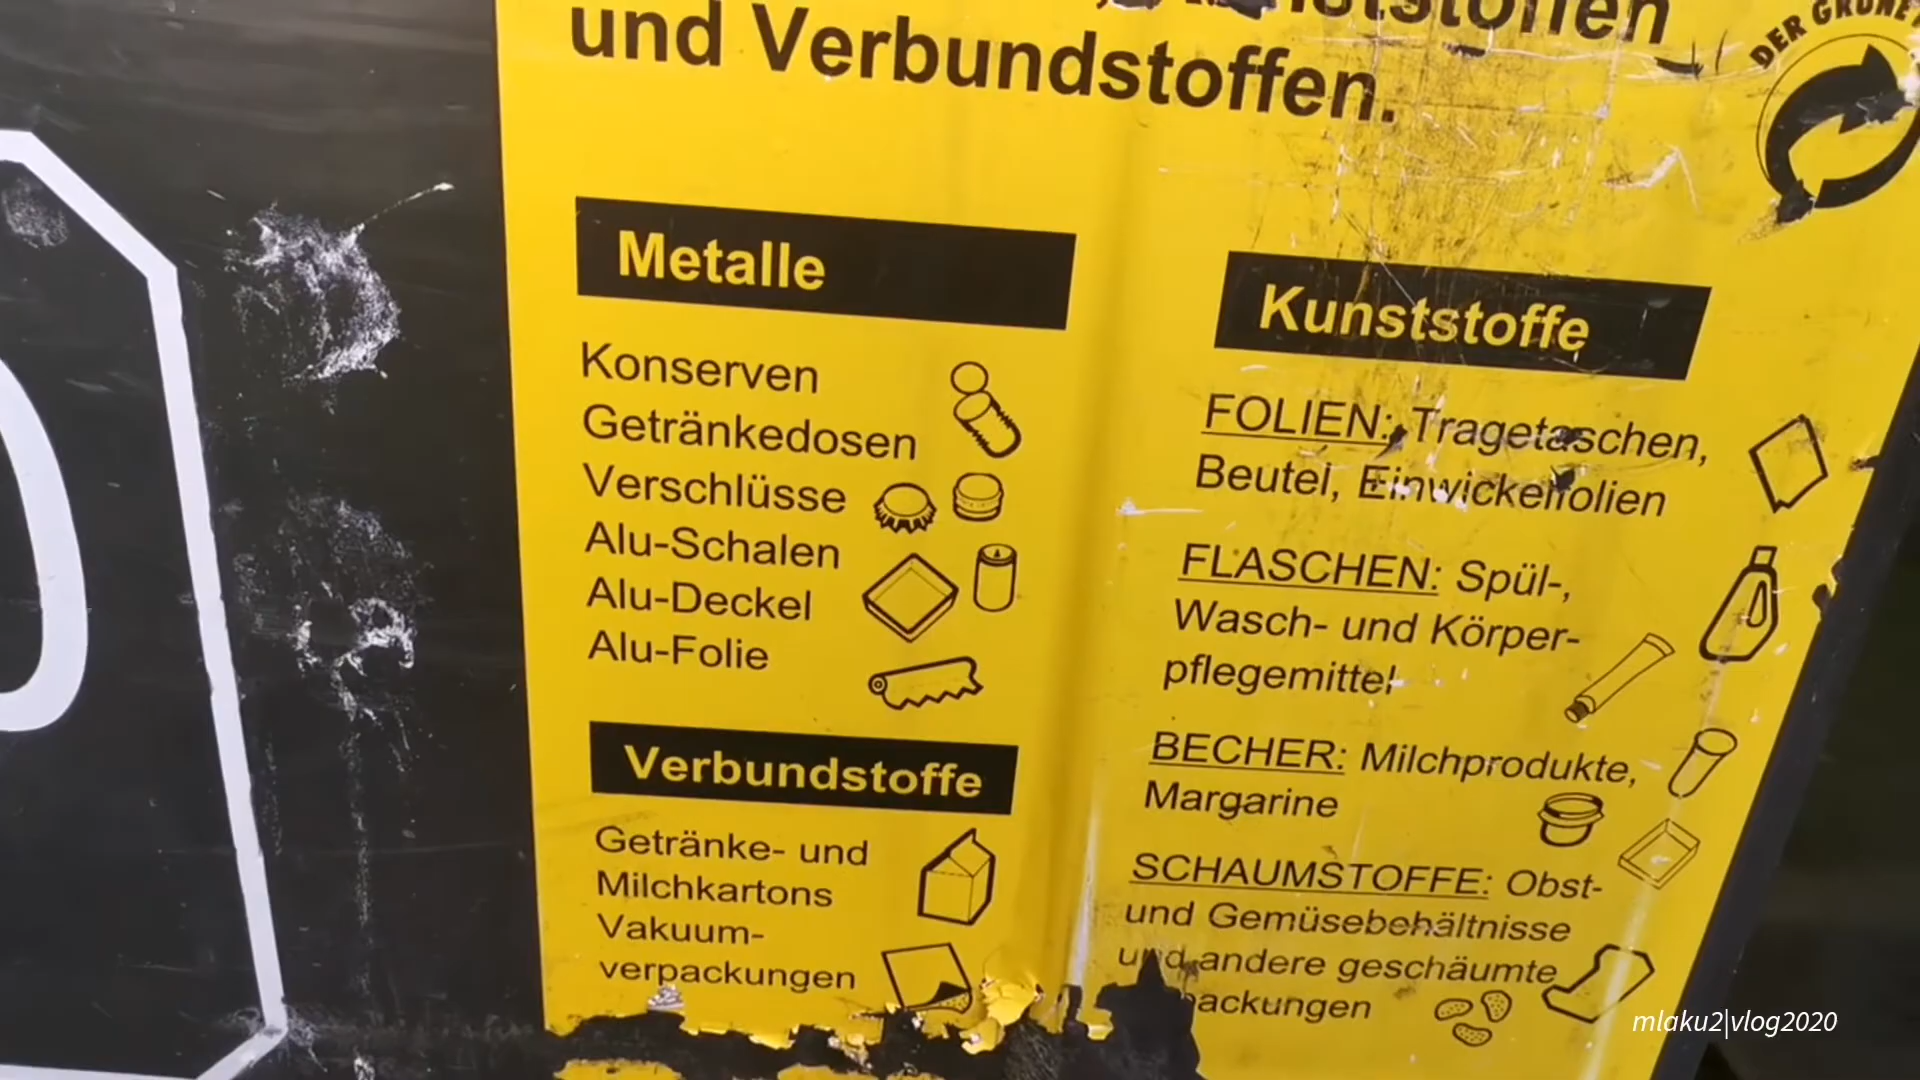 und Verbundstoffen.
DER GRÜNE
Metalle
Konserven
Getränkedosen
Verschlüsse
Alu-Schalen
Alu-Deckel
Alu-Folie
Verbundstoffe
Getränke- und
Milchkartons
Vakuum-
verpackungen
Kunststoffe
FOLIEN: Tragetaschen,
Beutel, Einwickelfolien
FLASCHEN: Spül-,
Wasch- und Körper-
pflegemittel
BECHER: Milchprodukte,
Margarine
SCHAUMSTOFFE: Obst-
und Gemüsebehältnisse
und andere geschäumte
packungen
mlaku2|vlog2020